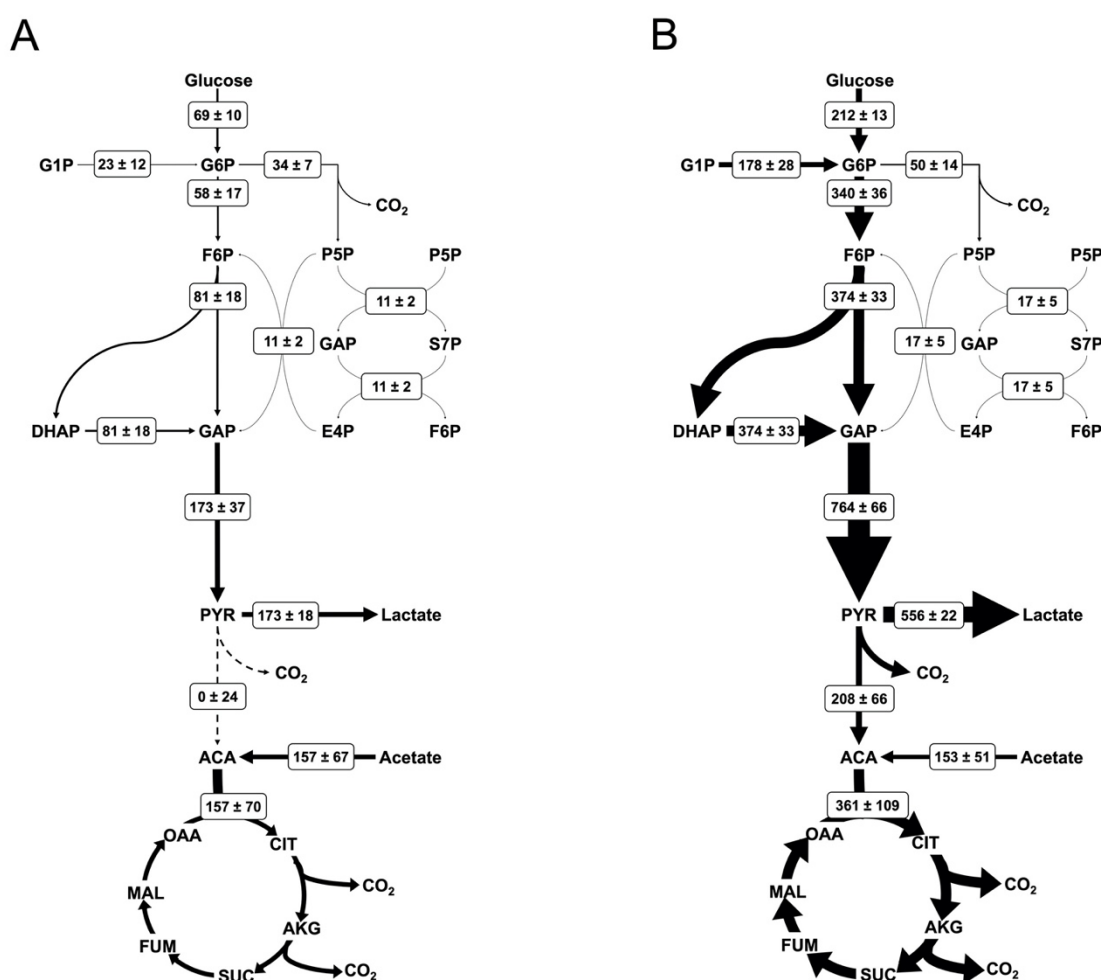 A
Glucose
69 ± 10
G1P 23 ± 12 G6P 34 ± 7
58 ± 17
CO₂
F6P P5P P5P
81 ± 18 11 ± 2
11 ± 2 GAP S7P
11 ± 2
DHAP 81 ± 18 GAP E4P F6P
173 ± 37
PYR 173 ± 18 Lactate
CO₂
0 ± 24
ACA 157 ± 67 Acetate
157 ± 70
OAA CIT
MAL CO₂
FUM AKG
SUC CO₂
B
Glucose
212 ± 13
G1P 178 ± 28 G6P 50 ± 14
340 ± 36
CO₂
F6P P5P P5P
374 ± 33 17 ± 5
17 ± 5 GAP S7P
17 ± 5
DHAP 374 ± 33 GAP E4P F6P
764 ± 66
PYR 556 ± 22 Lactate
CO₂
208 ± 66
ACA 153 ± 51 Acetate
361 ± 109
OAA CIT
MAL CO₂
FUM AKG
SUC CO₂